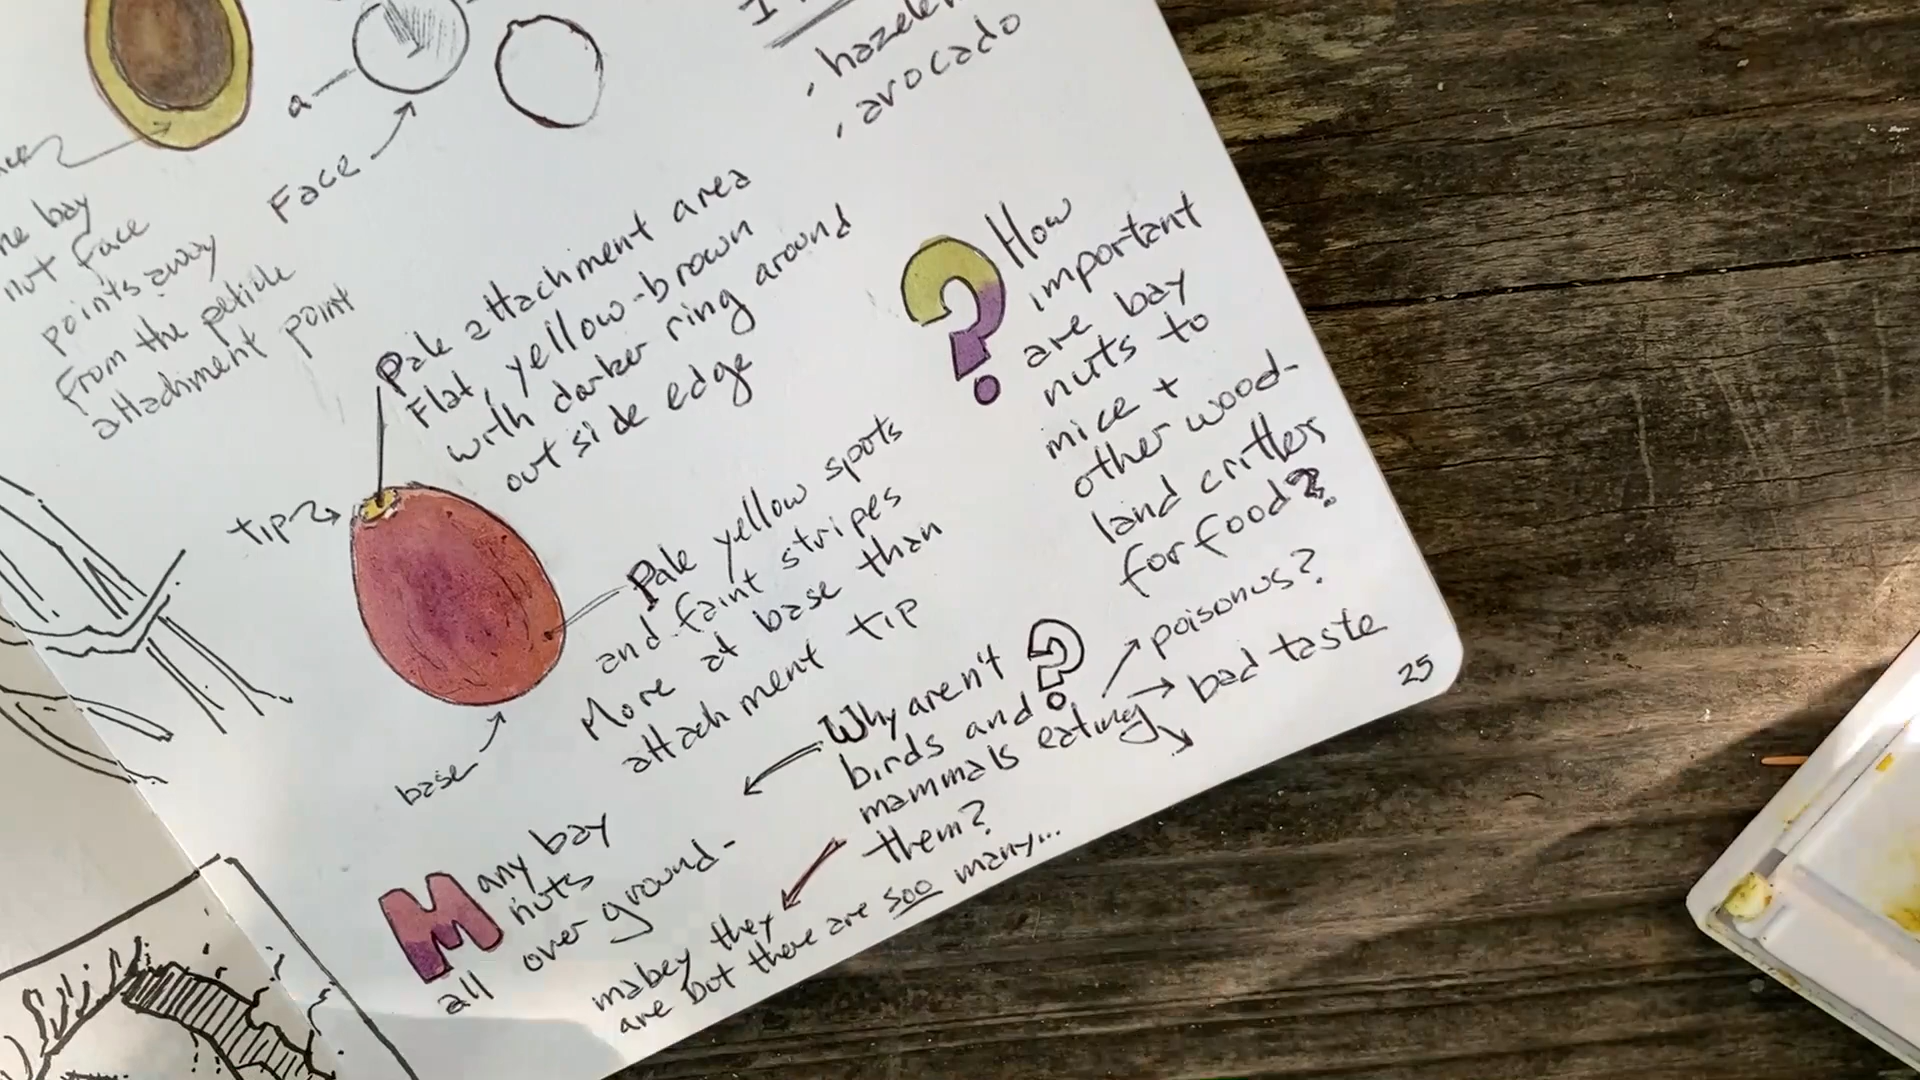 I
, hazeln
, avocado
a
Face
bay
nut face
points away
from the petiole
attachment point
Pale attachment area
Flat, yellow-brown
with darker ring around
out side edge
tip
Pale yellow spots
and faint stripes
More at base than
attachment tip
base
? How
important
are bay
nuts to
mice +
other wood-
land critters
for food?
Why aren't ?
birds and
mammals eating
them?
poisonus?
bad taste
Many bay
nuts
all over ground-
mabey they
are but there are soo many...
25